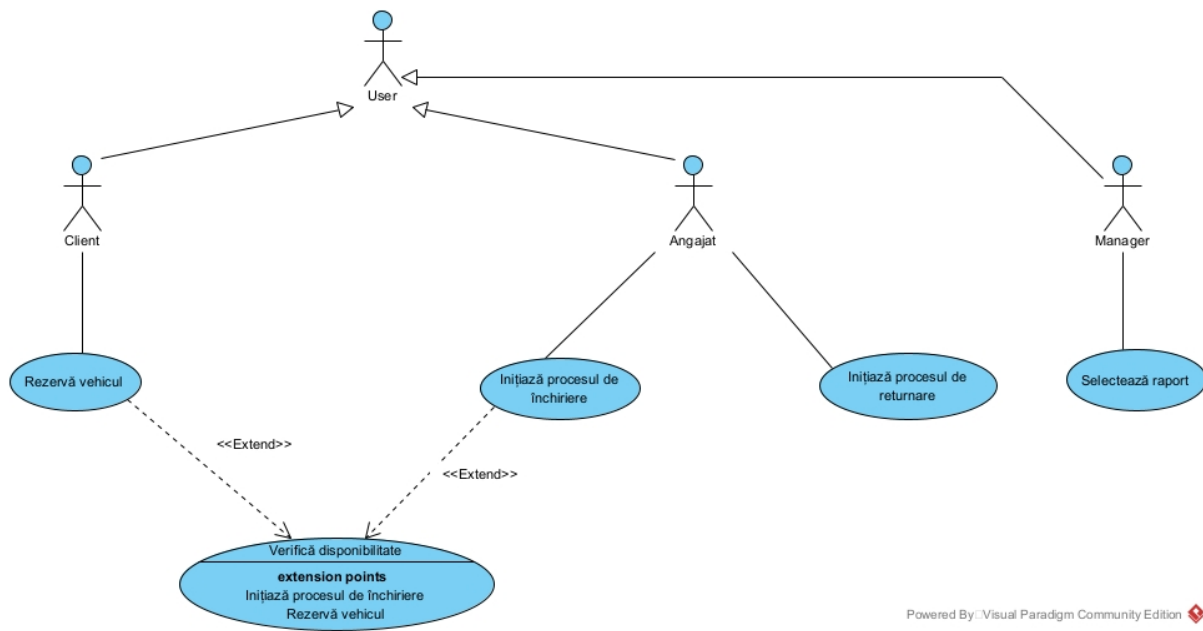 User
Client
Angajat
Manager
Rezervă vehicul
Inițiază procesul de
închiriere
Inițiază procesul de
returnare
Selectează raport
<<Extend>>
<<Extend>>
Verifică disponibilitate
extension points
Inițiază procesul de închiriere
Rezervă vehicul
Powered By Visual Paradigm Community Edition